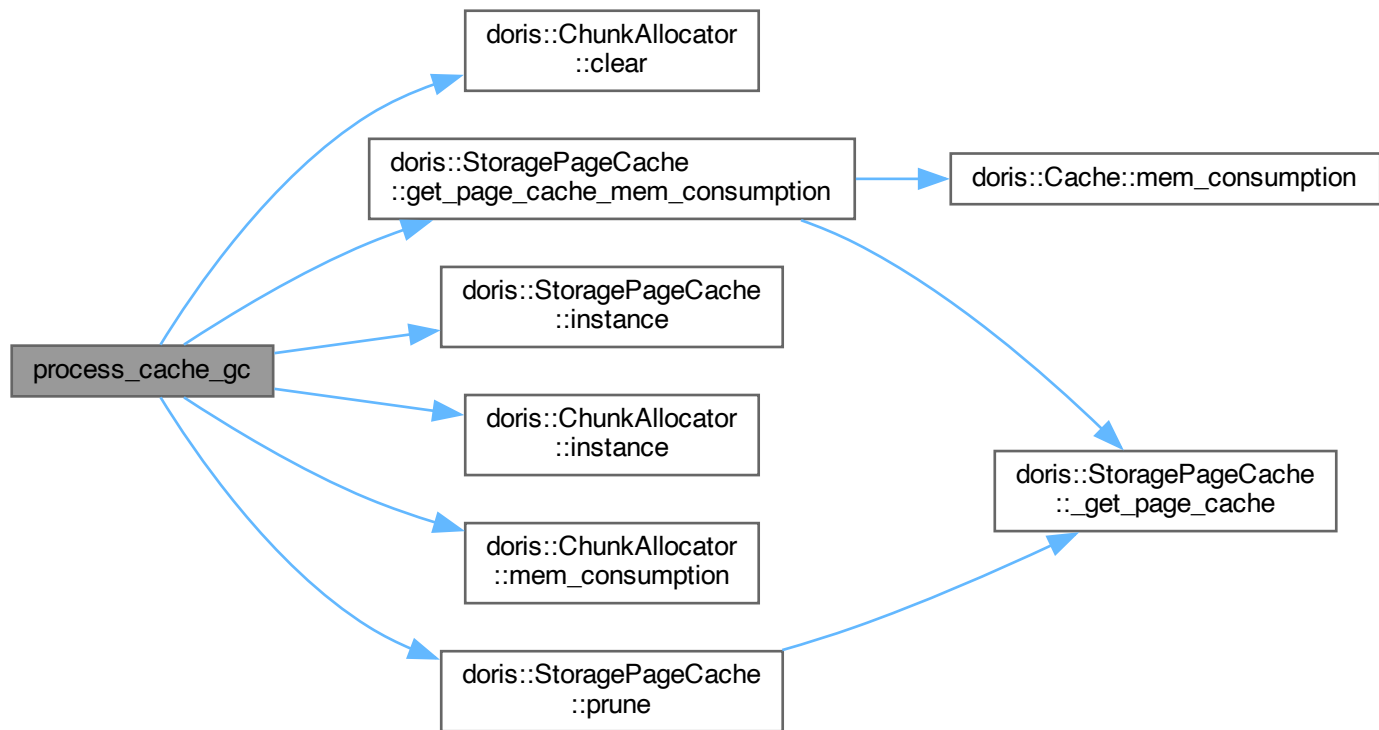 process_cache_gc
doris::ChunkAllocator
::clear
doris::StoragePageCache
::get_page_cache_mem_consumption
doris::StoragePageCache
::instance
doris::ChunkAllocator
::instance
doris::ChunkAllocator
::mem_consumption
doris::StoragePageCache
::prune
doris::Cache::mem_consumption
doris::StoragePageCache
::_get_page_cache